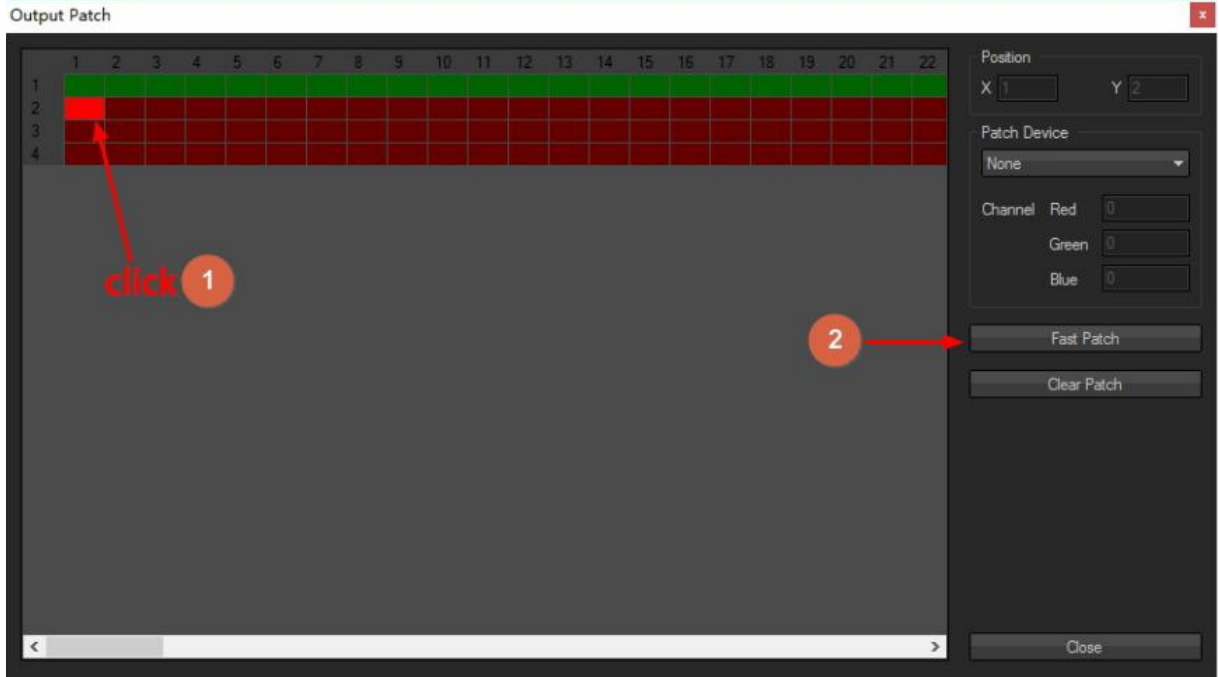 Output Patch
x
1 2 3 4 5 6 7 8 9 10 11 12 13 14 15 16 17 18 19 20 21 22
1
2
3
4
click 1
2
Position
X 1 Y 2
Patch Device
None
Channel Red 0
Green 0
Blue 0
Fast Patch
Clear Patch
Close